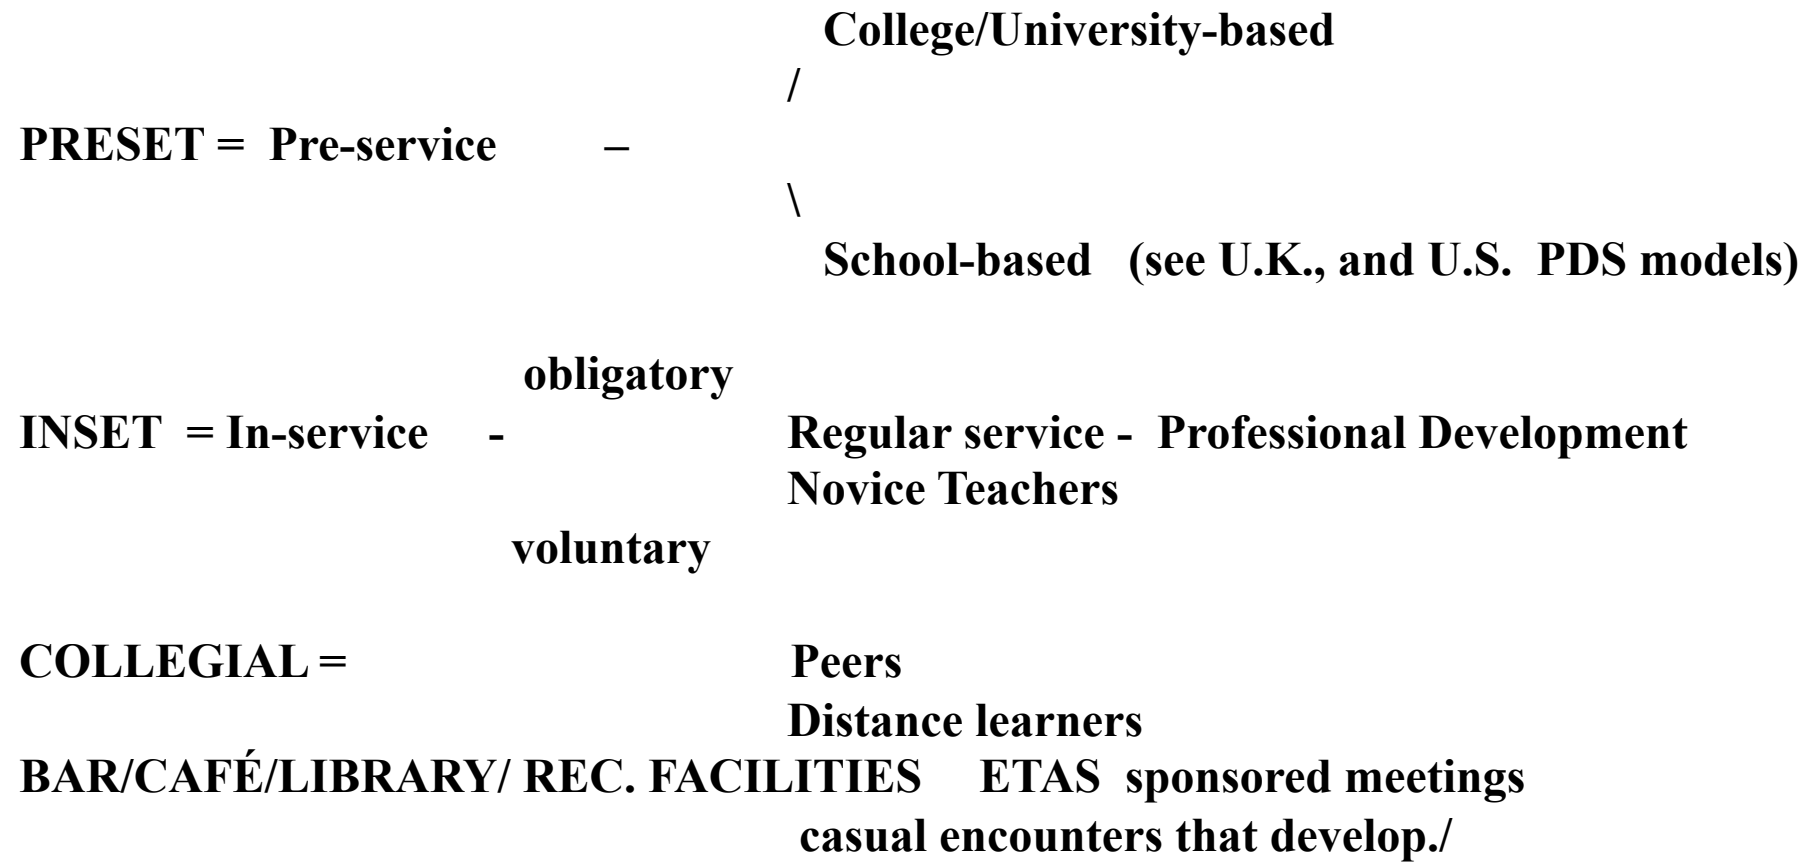 College/University-based
/
PRESET = Pre-service –
\
School-based (see U.K., and U.S. PDS models)
obligatory
INSET = In-service - Regular service - Professional Development
Novice Teachers
voluntary
COLLEGIAL = Peers
Distance learners
BAR/CAFÉ/LIBRARY/ REC. FACILITIES ETAS sponsored meetings
casual encounters that develop./